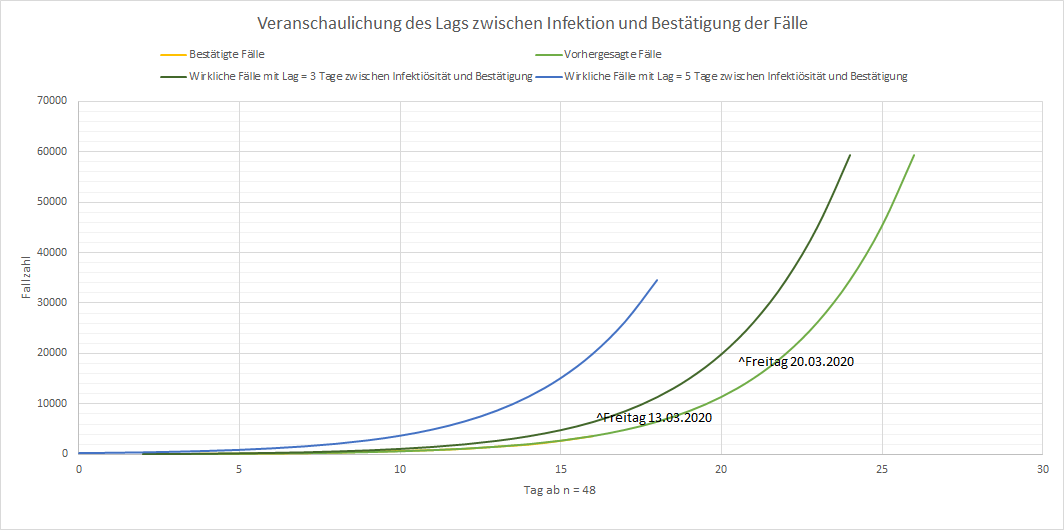 Veranschaulichung des Lags zwischen Infektion und Bestätigung der Fälle
Bestätigte Fälle
Vorhergesagte Fälle
Wirkliche Fälle mit Lag = 3 Tage zwischen Infektiösität und Bestätigung
Wirkliche Fälle mit Lag = 5 Tage zwischen Infektiösität und Bestätigung
70000
60000
50000
40000
30000
20000
10000
0
Fallzahl
^Freitag 20.03.2020
^Freitag 13.03.2020
0 5 10 15 20 25 30
Tag ab n = 48